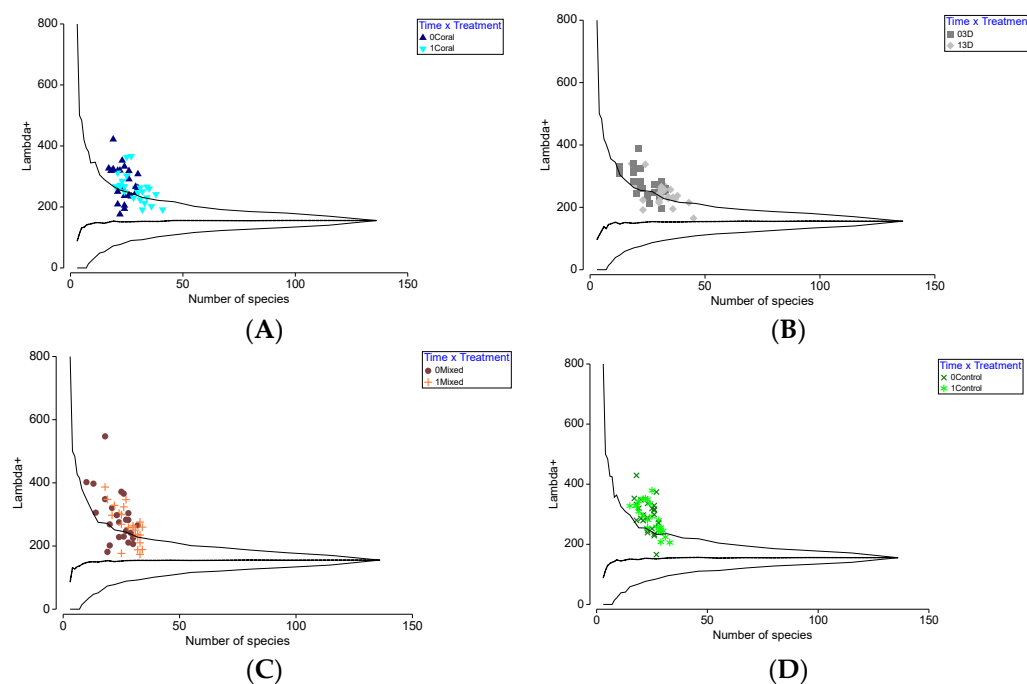 800
600
400
200
0
Lambda+
0
50
100
150
Number of species
Time x Treatment
0Coral
1Coral
(A)
800
600
400
200
0
Lambda+
0
50
100
150
Number of species
Time x Treatment
03D
13D
(B)
800
600
400
200
0
Lambda+
0
50
100
150
Number of species
Time x Treatment
0Mixed
1Mixed
(C)
800
600
400
200
0
Lambda+
0
50
100
150
Number of species
Time x Treatment
0Control
1Control
(D)